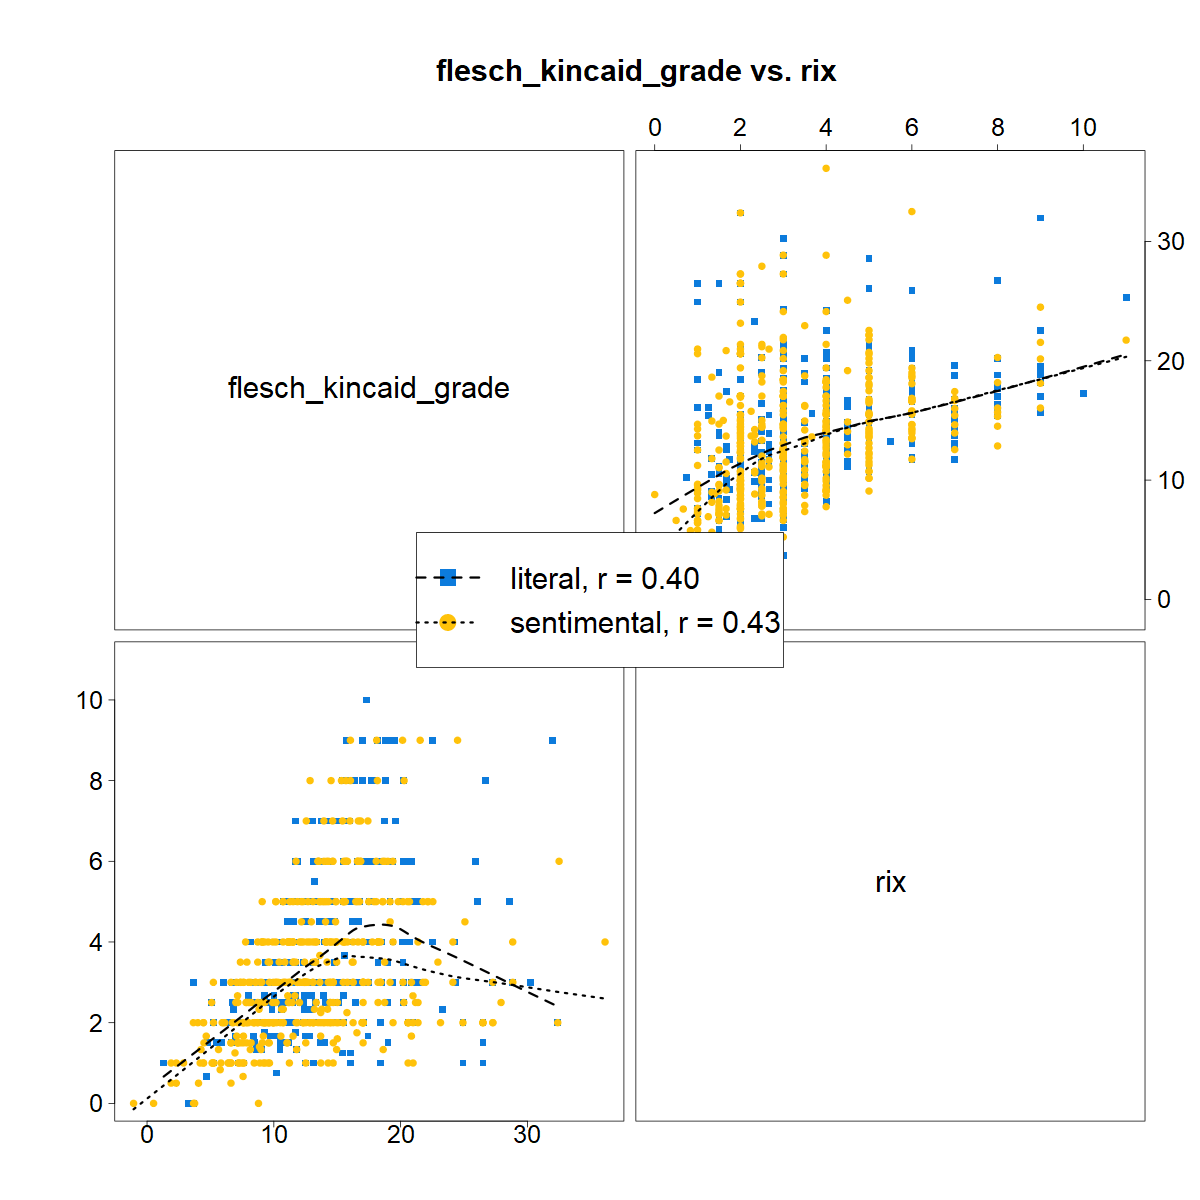 flesch_kincaid_grade vs. rix
0 2 4 6 8 10
flesch_kincaid_grade
30
20
10
0
literal, r = 0.40
sentimental, r = 0.43
10
8
6
4
2
0
rix
0 10 20 30